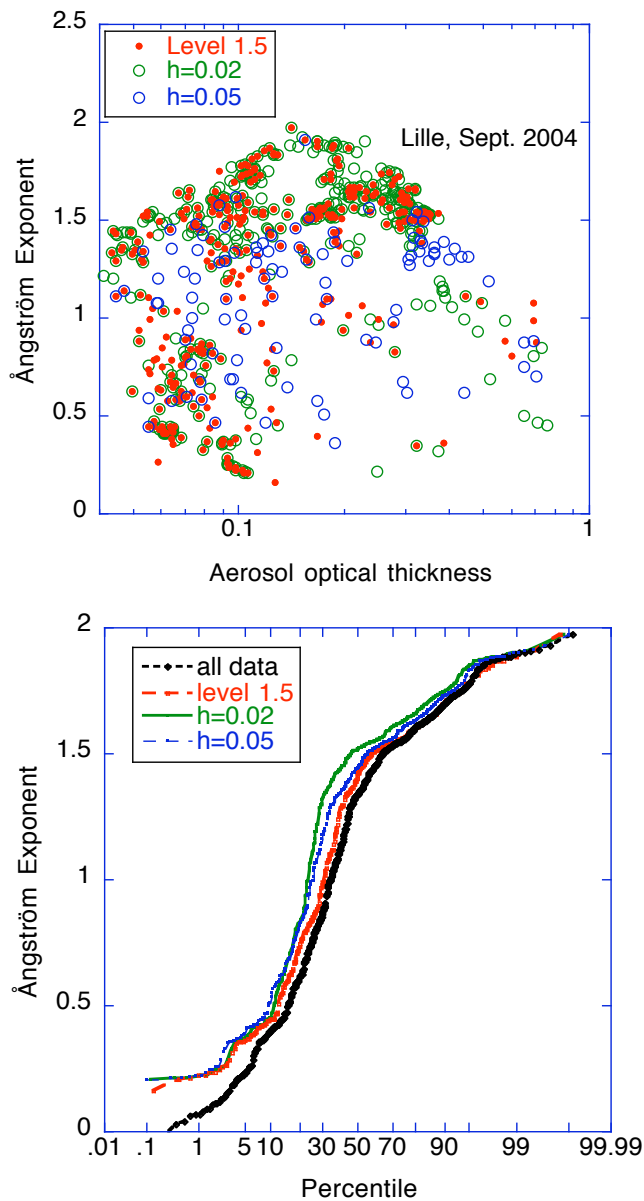 2.5
Level 1.5
h=0.02
h=0.05
2
Lille, Sept. 2004
1.5
1
0.5
0
0.1
1
Ångström Exponent
Aerosol optical thickness
2
all data
level 1.5
h=0.02
h=0.05
1.5
1
0.5
0
Ångström Exponent
.01 .1 1 5 10 30 50 70 90 99 99.99
Percentile